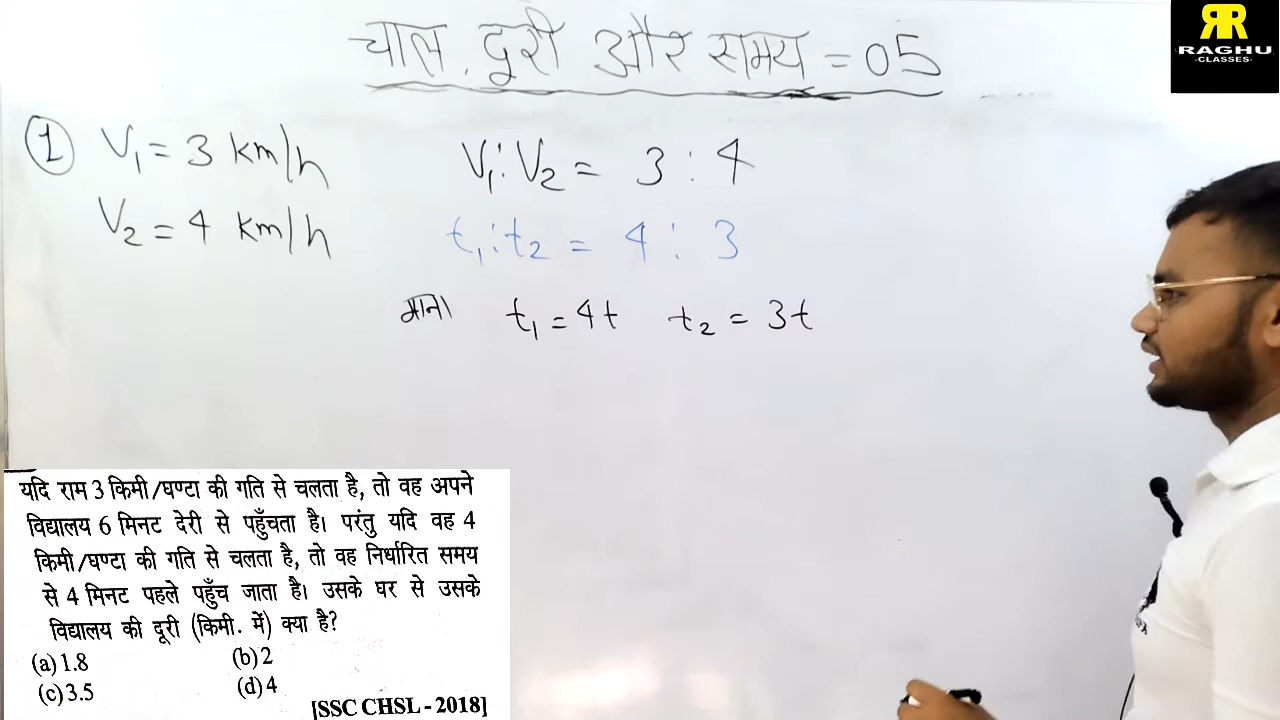 चाल, दूरी और समय = 05
RR
RAGHU
-CLASSES-
① V₁ = 3 km/h
V₂ = 4 km/h
V₁:V₂ = 3 : 4
t₁:t₂ = 4 : 3
माना t₁ = 4t t₂ = 3t
यदि राम 3 किमी/घण्टा की गति से चलता है, तो वह अपने
विद्यालय 6 मिनट देरी से पहुँचता है। परंतु यदि वह 4
किमी/घण्टा की गति से चलता है, तो वह निर्धारित समय
से 4 मिनट पहले पहुँच जाता है। उसके घर से उसके
विद्यालय की दूरी (किमी. में) क्या है?
(a) 1.8 (b) 2
(c) 3.5 (d) 4
[SSC CHSL - 2018]